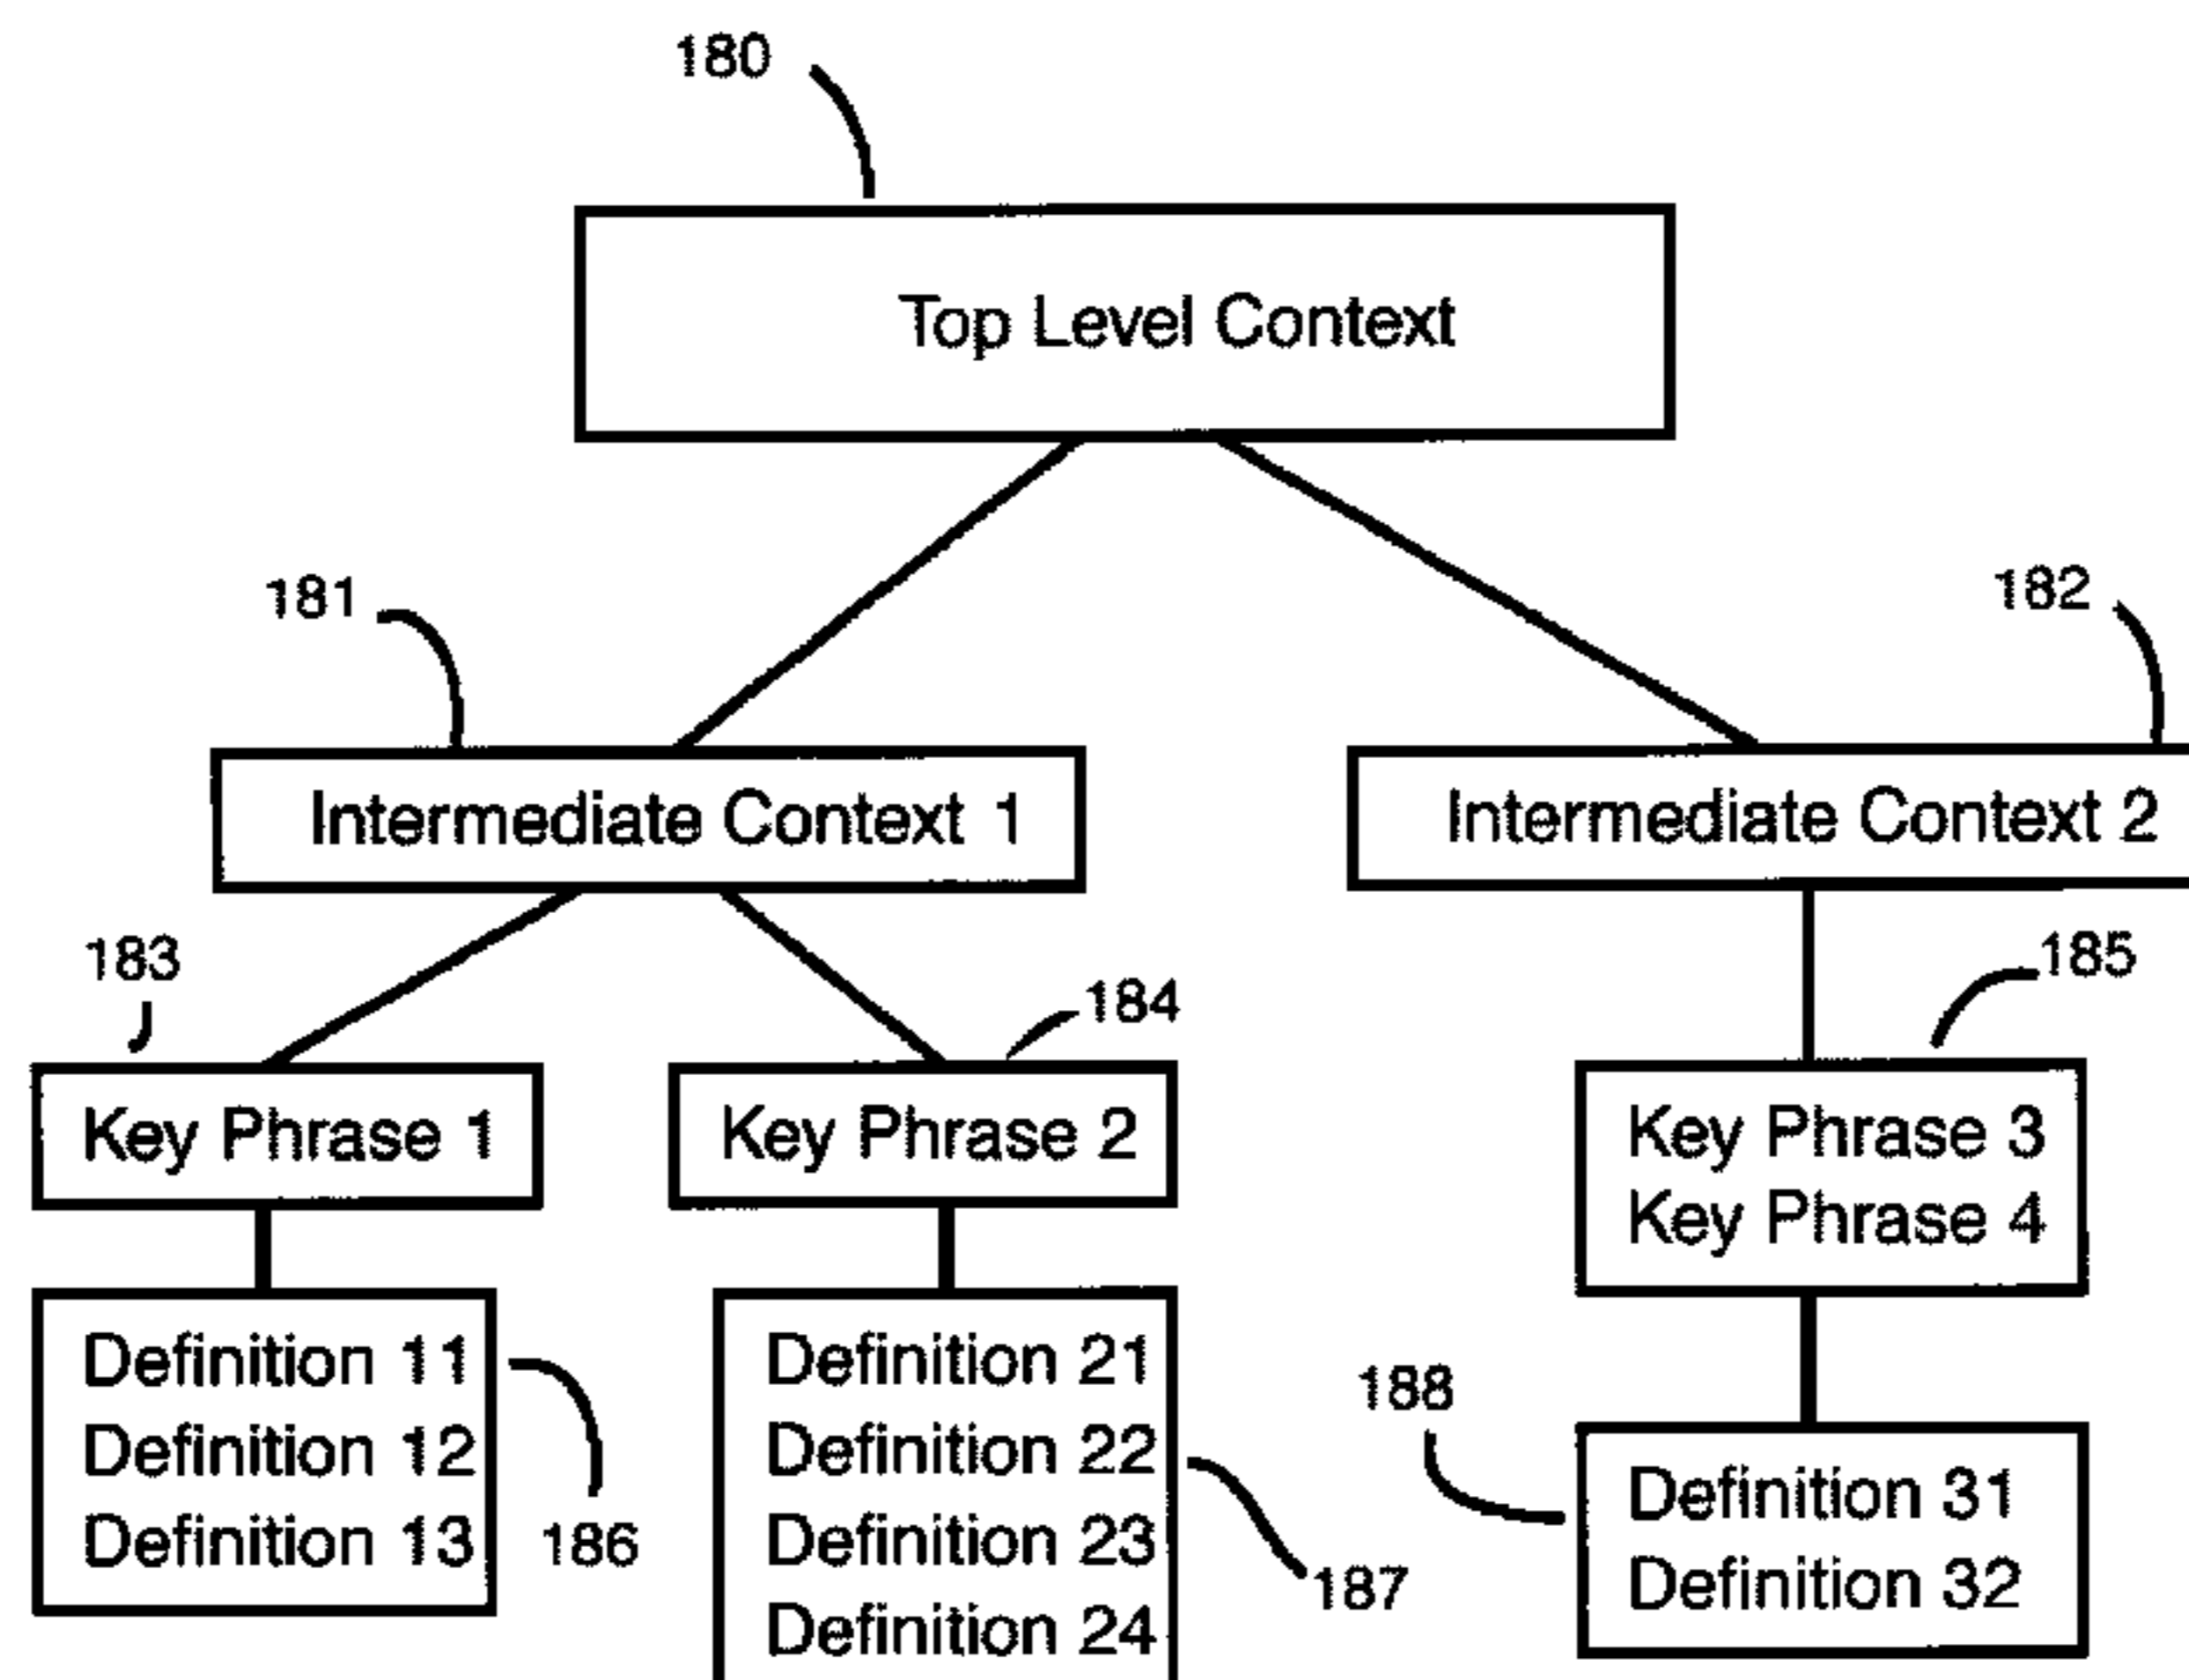 180
Top Level Context
181
182
Intermediate Context 1
Intermediate Context 2
183
184
185
Key Phrase 1
Key Phrase 2
Key Phrase 3
Key Phrase 4
Definition 11
Definition 12
Definition 13
186
Definition 21
Definition 22
Definition 23
Definition 24
187
188
Definition 31
Definition 32